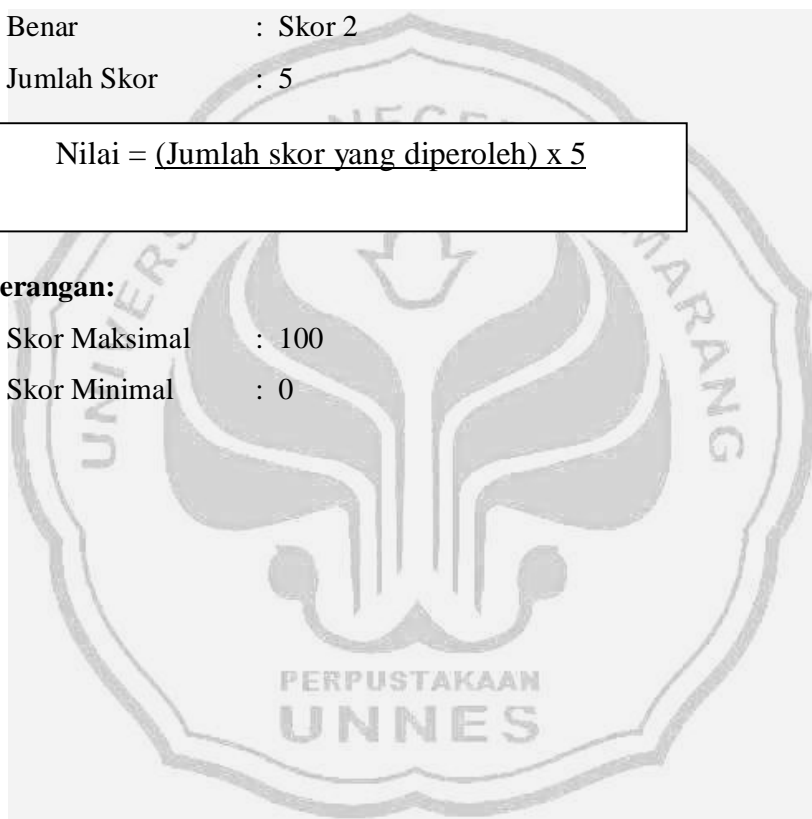 Benar : Skor 2
Jumlah Skor : 5
Nilai = (Jumlah skor yang diperoleh) x 5
erangan:
Skor Maksimal : 100
Skor Minimal : 0
PERPUSTAKAAN
UNNES